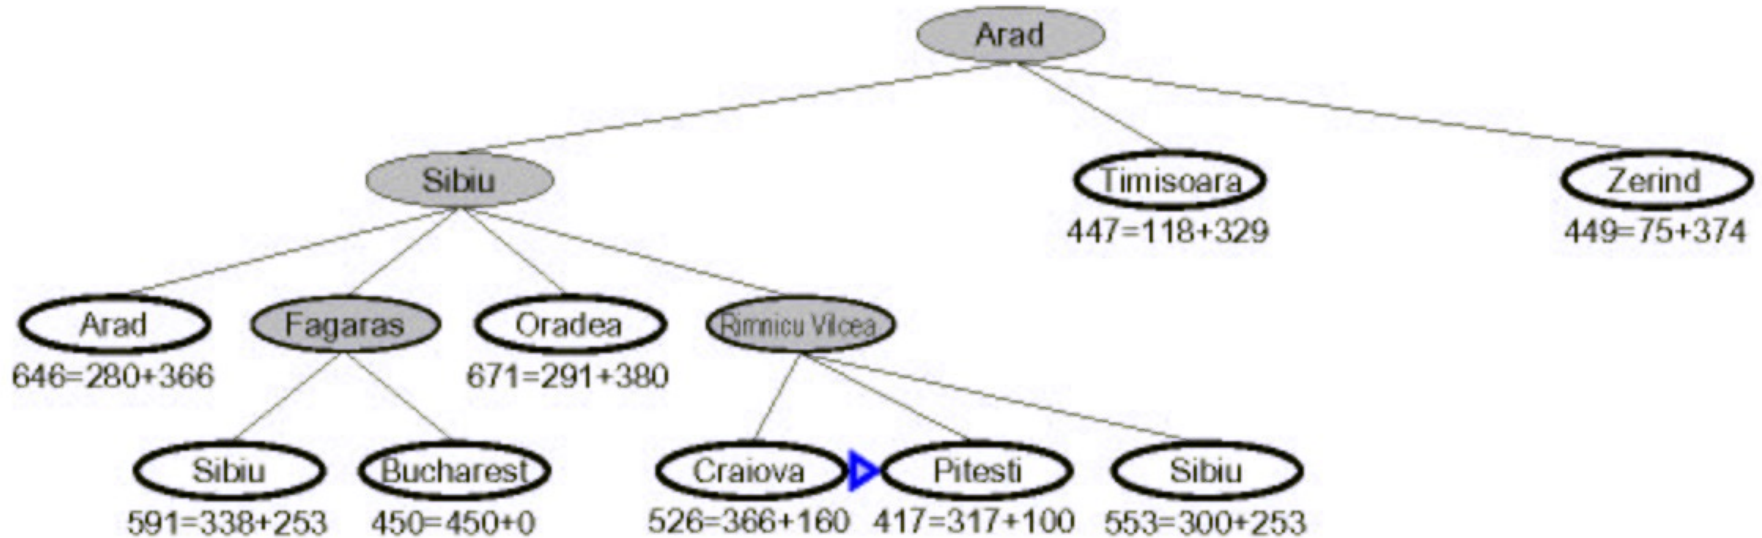 Arad
Sibiu
Timisoara
Zerind
447=118+329
449=75+374
Arad
Fagaras
Oradea
Rimnicu Vilcea
646=280+366
671=291+380
Sibiu
Bucharest
Craiova
Pitesti
Sibiu
591=338+253
450=450+0
526=366+160
417=317+100
553=300+253